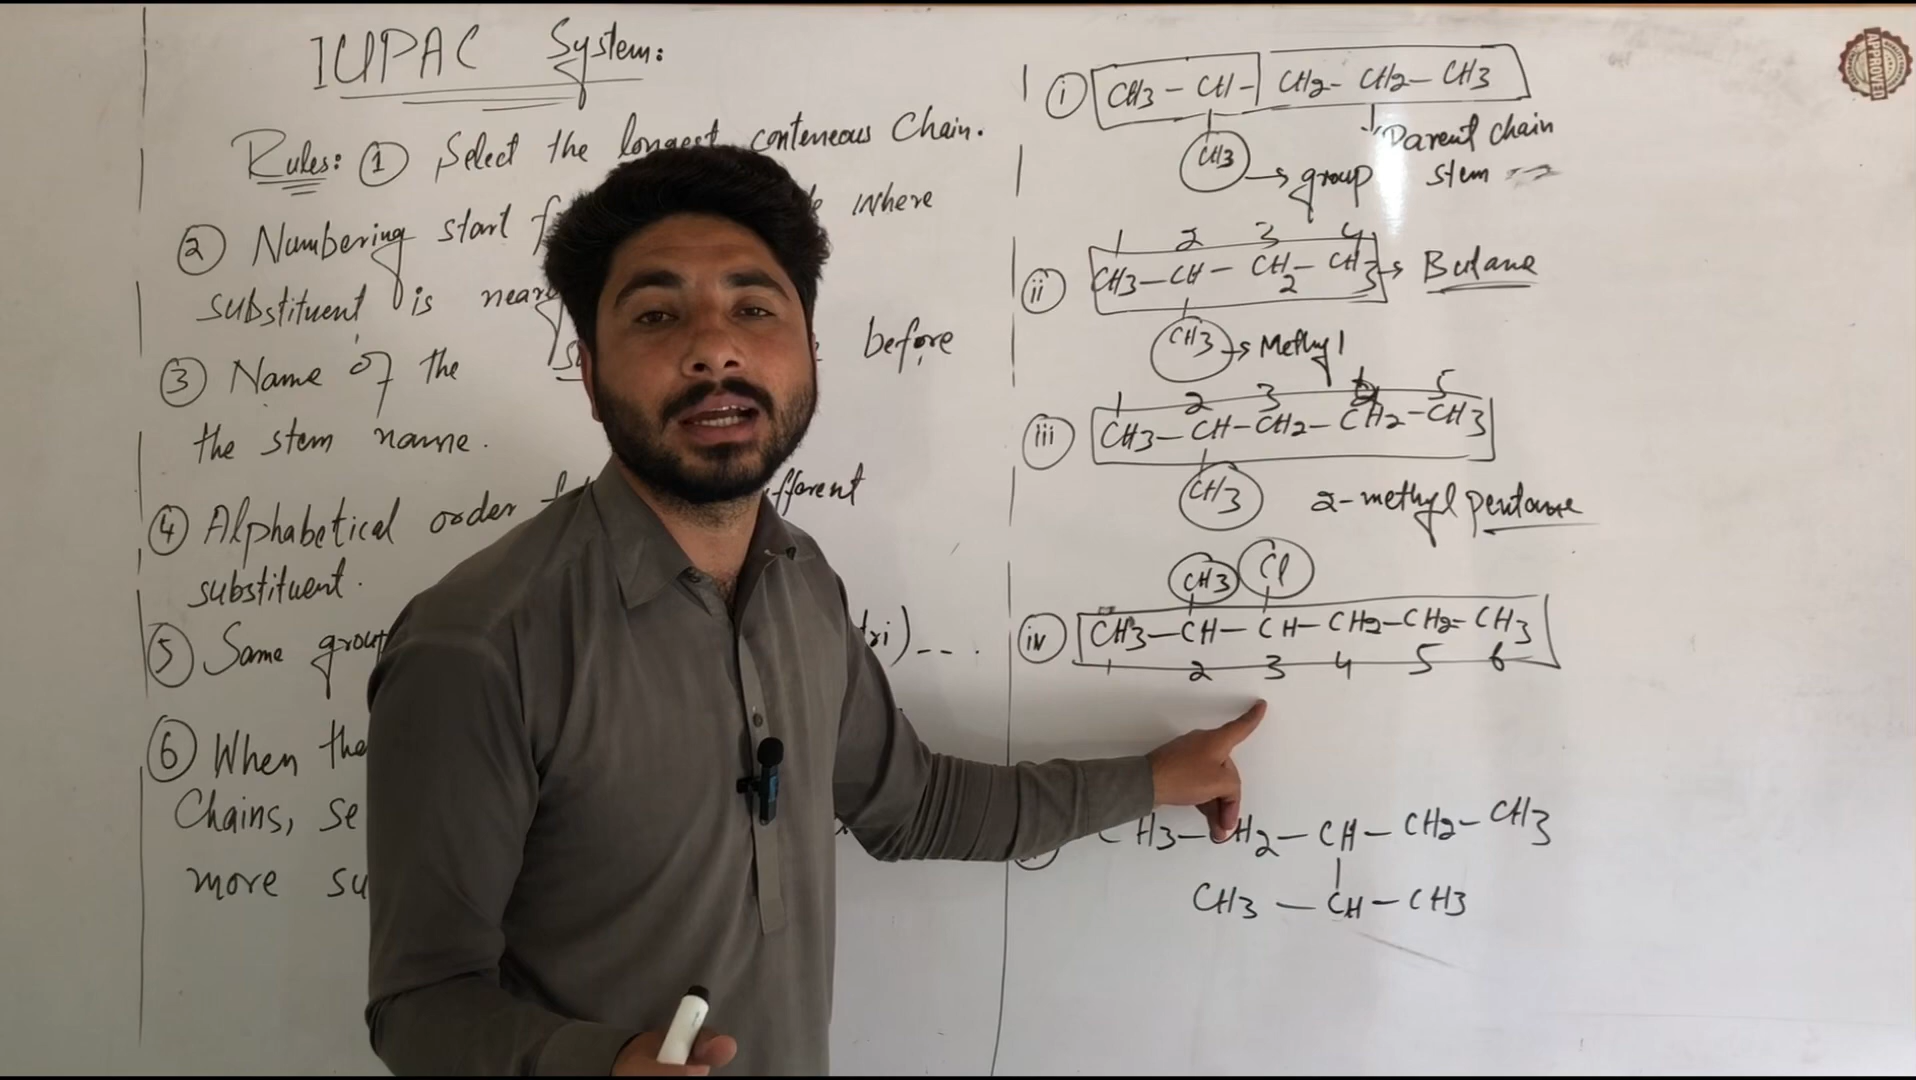 IUPAC System:
Rules: ① Select the longest conteneous Chain.
② Numbering start where
substituent is near
③ Name of the before
the stem name.
④ Alphabetical order fferent
substituent.
⑤ Same group tri) -- .
⑥ When the
Chains, se
more su
i) CH3 - CH - CH2 - CH2 - CH3
CH3 → group
Parent chain
stem
1 2 3 4
ii) CH3 - CH - CH2 - CH3 → Butane
CH3 → Methyl
1 2 3 4 5
iii) CH3 - CH - CH2 - CH2 - CH3
CH3 2-methyl pentane
CH3 Cl
iv) CH3 - CH - CH - CH2 - CH2 - CH3
1 2 3 4 5 6
CH3 - CH2 - CH - CH2 - CH3
CH3 - CH - CH3
APPROVED